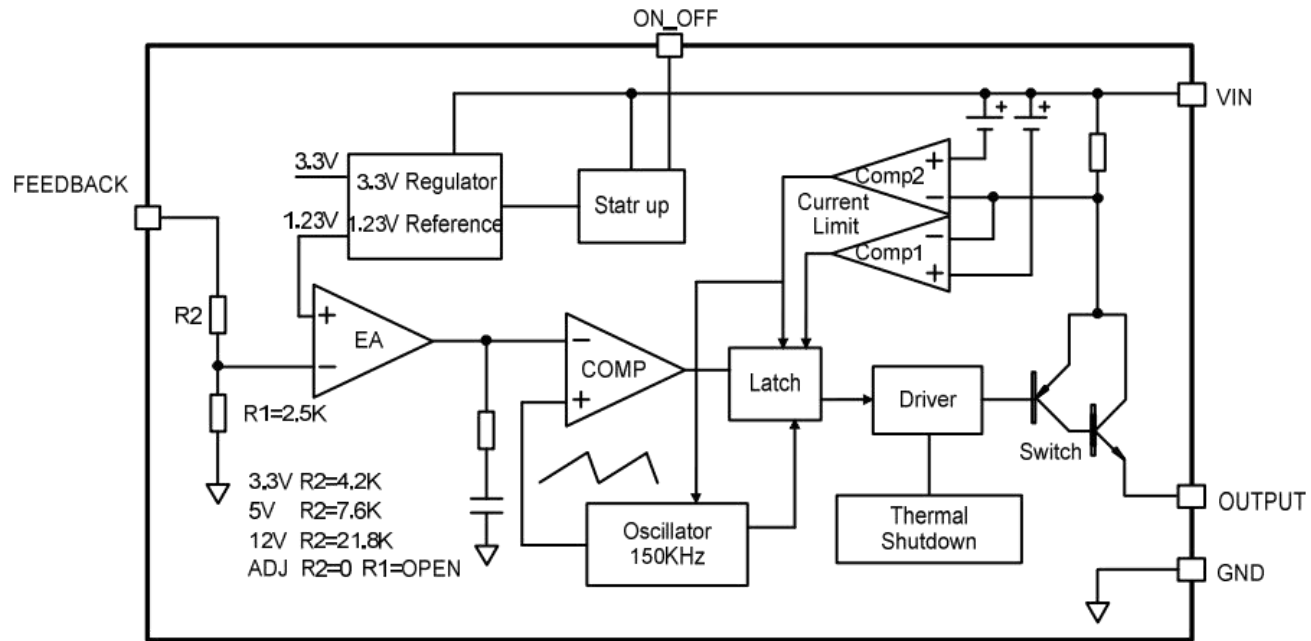 ON_OFF
VIN
FEEDBACK
3.3V
3.3V Regulator
1.23V
1.23V Reference
Statr up
+
+
+
Comp2
−
Current
Limit
−
Comp1
+
R2
+
EA
−
−
COMP
+
Latch
Driver
R1=2.5K
Switch
3.3V R2=4.2K
5V R2=7.6K
12V R2=21.8K
ADJ R2=0 R1=OPEN
Oscillator
150KHz
Thermal
Shutdown
OUTPUT
GND